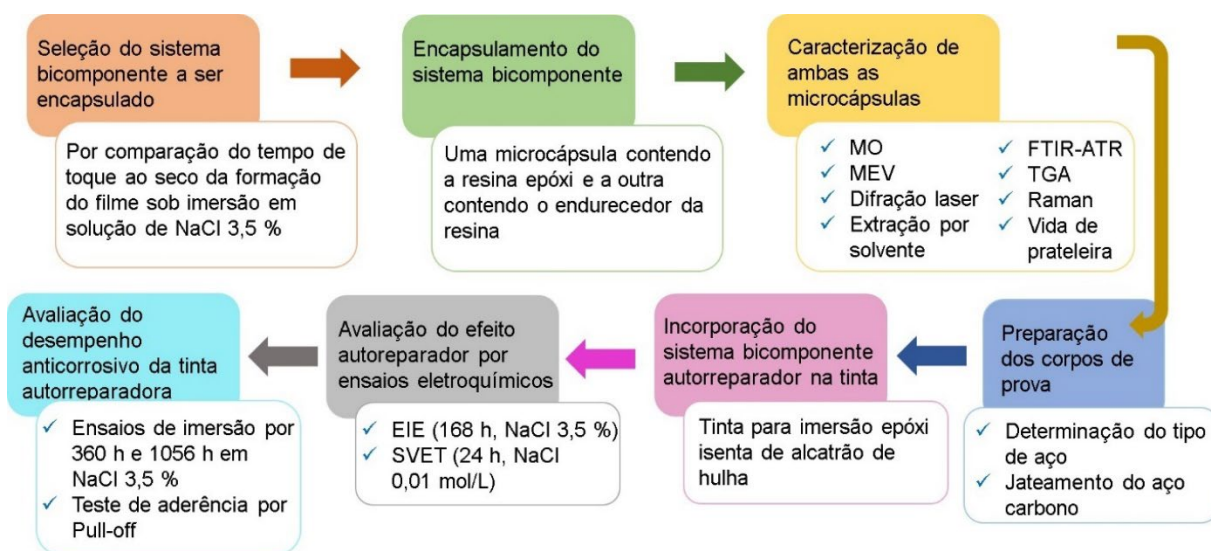 Seleção do sistema
bicomponente a ser
encapsulado
Por comparação do tempo de
toque ao seco da formação
do filme sob imersão em
solução de NaCl 3,5 %
Encapsulamento do
sistema bicomponente
Uma microcápsula contendo
a resina epóxi e a outra
contendo o endurecedor da
resina
Caracterização de
ambas as
microcápsulas
✓ MO
✓ MEV
✓ Difração laser
✓ Extração por
solvente
✓ FTIR-ATR
✓ TGA
✓ Raman
✓ Vida de
prateleira
Preparação
dos corpos de
prova
✓ Determinação do tipo
de aço
✓ Jateamento do aço
carbono
Incorporação do
sistema bicomponente
autorreparador na tinta
Tinta para imersão epóxi
isenta de alcatrão de
hulha
Avaliação do efeito
autoreparador por
ensaios eletroquímicos
✓ EIE (168 h, NaCl 3,5 %)
✓ SVET (24 h, NaCl
0,01 mol/L)
Avaliação do
desempenho
anticorrosivo da tinta
autorreparadora
✓ Ensaios de imersão por
360 h e 1056 h em
NaCl 3,5 %
✓ Teste de aderência por
Pull-off